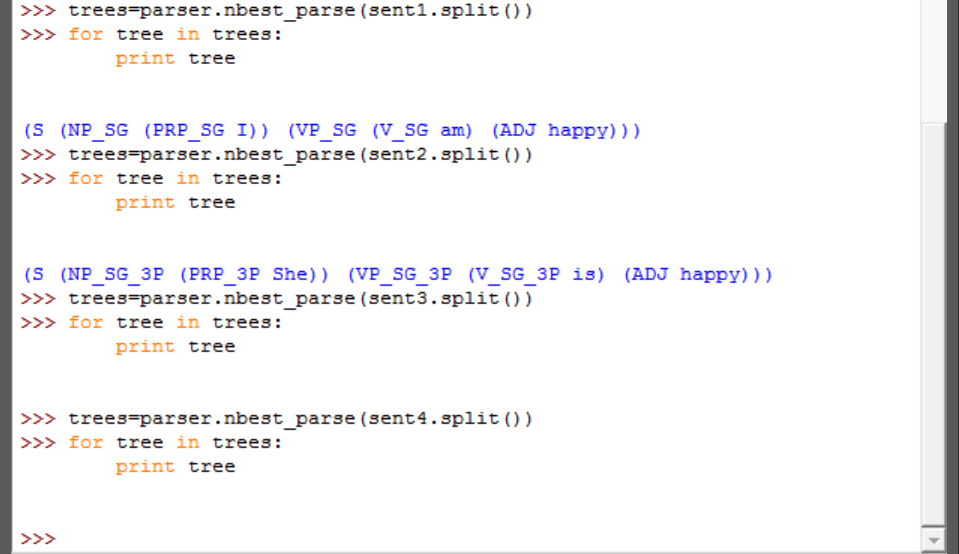 >>> trees=parser.nbest_parse(sent1.split())
>>> for tree in trees:
        print tree
(S (NP_SG (PRP_SG I)) (VP_SG (V_SG am) (ADJ happy)))
>>> trees=parser.nbest_parse(sent2.split())
>>> for tree in trees:
        print tree
(S (NP_SG_3P (PRP_3P She)) (VP_SG_3P (V_SG_3P is) (ADJ happy)))
>>> trees=parser.nbest_parse(sent3.split())
>>> for tree in trees:
        print tree
>>> trees=parser.nbest_parse(sent4.split())
>>> for tree in trees:
        print tree
>>>